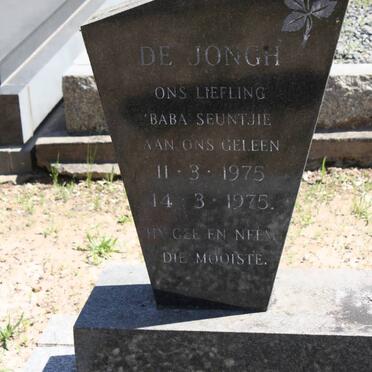 DE JONGH
ONS LIEFLING
BABA SEUNTJIE
AAN ONS GELEEN
11 · 3 · 1975
14 · 3 · 1975.
HY GEE EN NEEM
DIE MOOISTE.